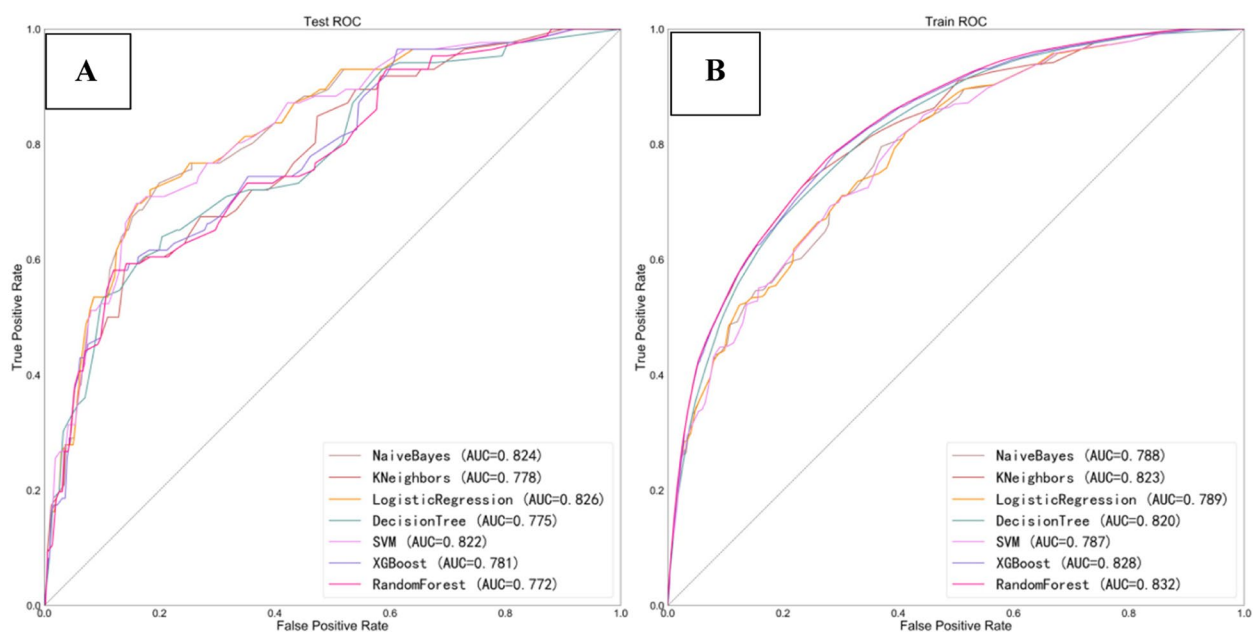 Test ROC
A
1.0
0.8
0.6
0.4
0.2
0.0
True Positive Rate
NaiveBayes (AUC=0.824)
KNeighbors (AUC=0.778)
LogisticRegression (AUC=0.826)
DecisionTree (AUC=0.775)
SVM (AUC=0.822)
XGBoost (AUC=0.781)
RandomForest (AUC=0.772)
0.0 0.2 0.4 0.6 0.8 1.0
False Positive Rate
Train ROC
B
1.0
0.8
0.6
0.4
0.2
0.0
True Positive Rate
NaiveBayes (AUC=0.788)
KNeighbors (AUC=0.823)
LogisticRegression (AUC=0.789)
DecisionTree (AUC=0.820)
SVM (AUC=0.787)
XGBoost (AUC=0.828)
RandomForest (AUC=0.832)
0.0 0.2 0.4 0.6 0.8 1.0
False Positive Rate